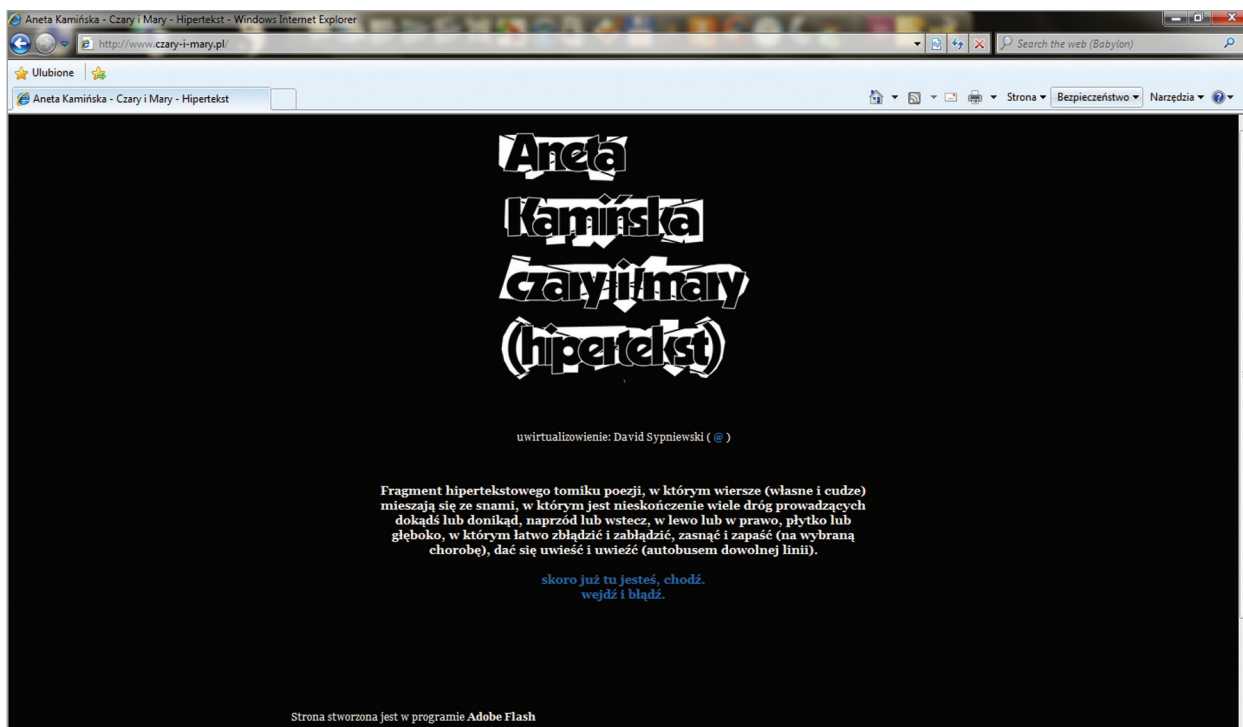 Aneta Kamińska - Czary i Mary - Hipertekst - Windows Internet Explorer
http://www.czary-i-mary.pl/
Search the web (Babylon)
Ulubione
Aneta Kamińska - Czary i Mary - Hipertekst
Strona
Bezpieczeństwo
Narzędzia
Aneta
Kamińska
czary i mary
(hipertekst)
uwirtualizowienie: David Sypniewski ( @ )
Fragment hipertekstowego tomiku poezji, w którym wiersze (własne i cudze)
mieszają się ze snami, w którym jest nieskończenie wiele dróg prowadzących
dokądś lub donikąd, naprzód lub wstecz, w lewo lub w prawo, płytko lub
głęboko, w którym łatwo zbłądzić i zabłądzić, zasnąć i zapaść (na wybraną
chorobę), dać się uwieść i uwieźć (autobusem dowolnej linii).
skoro już tu jesteś, chodź.
wejdź i błądź.
Strona stworzona jest w programie Adobe Flash